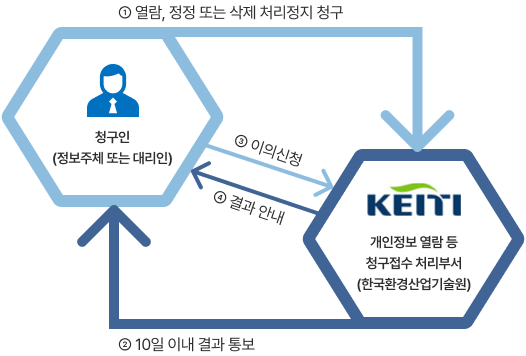 ① 열람, 정정 또는 삭제 처리정지 청구
청구인
(정보주체 또는 대리인)
③ 이의신청
④ 결과 안내
KEITI
개인정보 열람 등
청구접수 처리부서
(한국환경산업기술원)
② 10일 이내 결과 통보